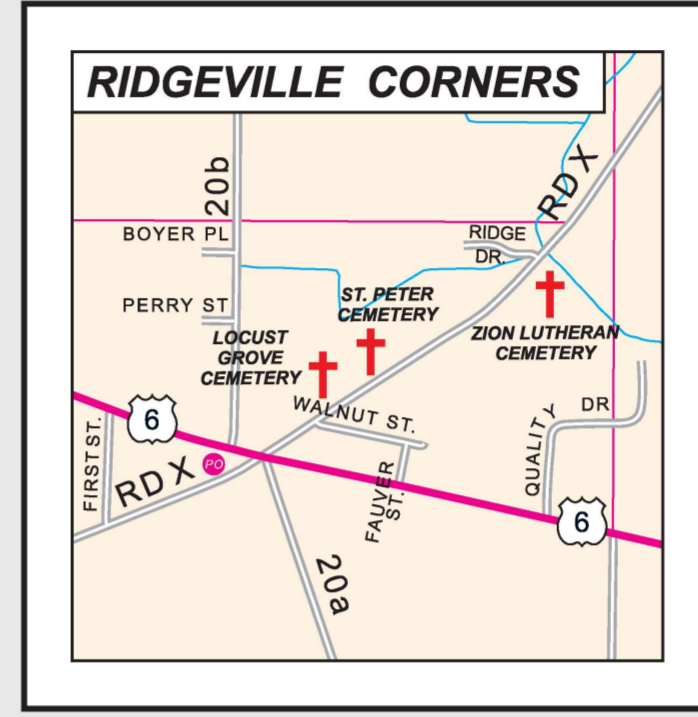 RIDGEVILLE CORNERS
20b
RD X
BOYER PL
RIDGE
DR.
PERRY ST
ST. PETER
CEMETERY
LOCUST
GROVE
CEMETERY
ZION LUTHERAN
CEMETERY
WALNUT ST.
6
FIRST ST.
RD X
PO
QUALITY
DR
FAUVER
ST.
6
20a